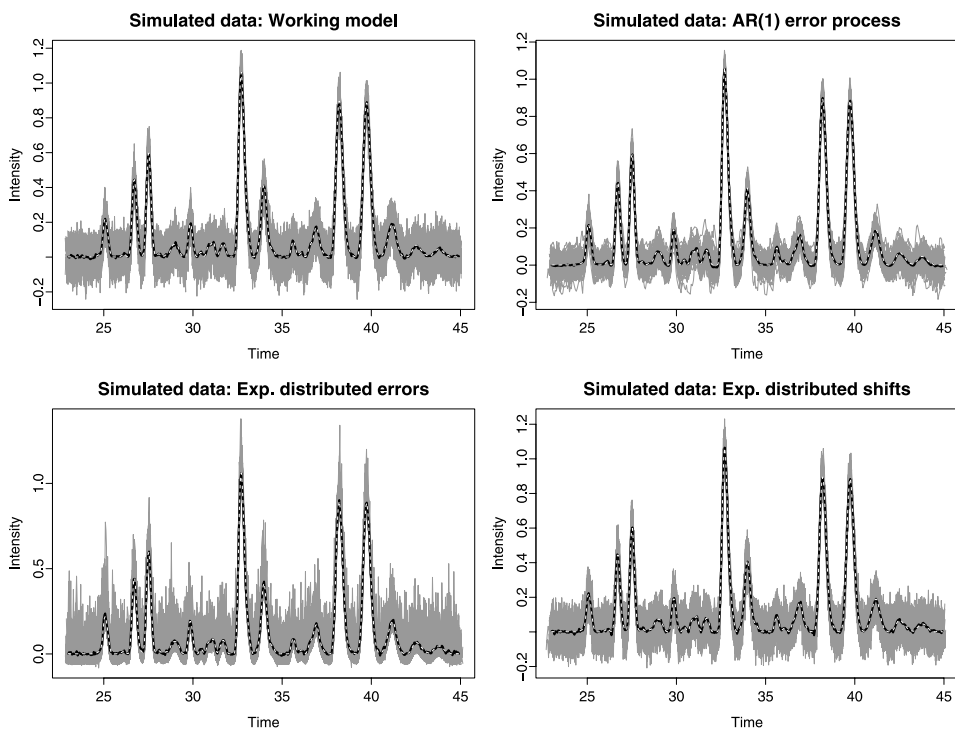 Simulated data: Working model
Intensity
1.2
1.0
0.8
0.6
0.4
0.2
−0.2
25 30 35 40 45
Time
Simulated data: AR(1) error process
Intensity
1.2
1.0
0.8
0.6
0.4
0.2
0.0
−0.2
25 30 35 40 45
Time
Simulated data: Exp. distributed errors
Intensity
1.0
0.5
0.0
25 30 35 40 45
Time
Simulated data: Exp. distributed shifts
Intensity
1.2
1.0
0.8
0.6
0.4
0.2
0.0
−0.2
25 30 35 40 45
Time